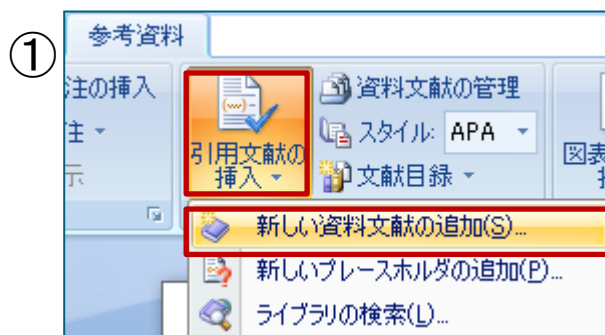 ①
参考資料
注の挿入
注
示
引用文献の
挿入
資料文献の管理
スタイル: APA
文献目録
図表
新しい資料文献の追加(S)...
新しいプレースホルダの追加(P)...
ライブラリの検索(L)...